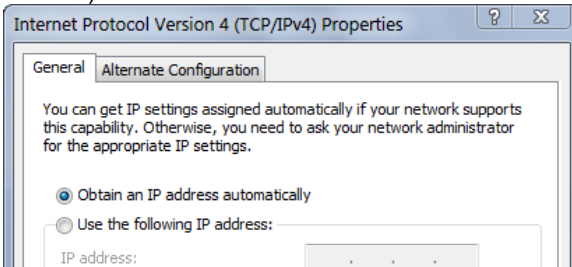 Internet Protocol Version 4 (TCP/IPv4) Properties
General Alternate Configuration
You can get IP settings assigned automatically if your network supports
this capability. Otherwise, you need to ask your network administrator
for the appropriate IP settings.
Obtain an IP address automatically
Use the following IP address:
IP address: